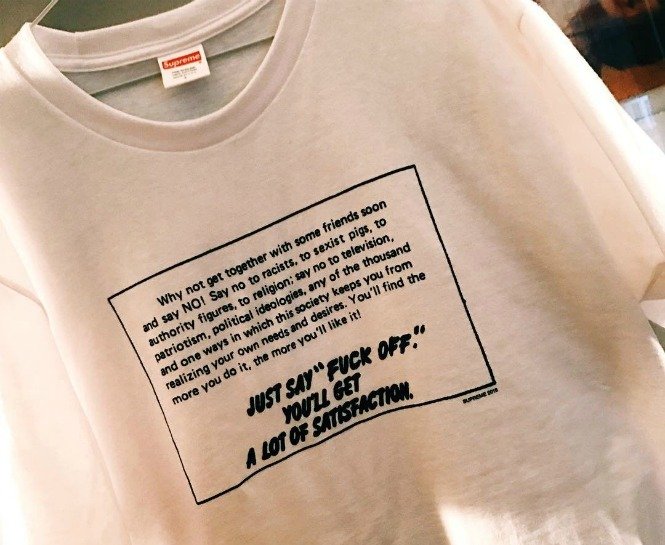 Supreme
Why not get together with some friends soon
and say NO! Say no to racists, to sexist pigs, to
authority figures, to religion; say no to television,
patriotism, political ideologies, any of the thousand
and one ways in which this society keeps you from
realizing your own needs and desires. You'll find the
more you do it, the more you'll like it!
JUST SAY "FUCK OFF."
YOU'LL GET
A LOT OF SATISFACTION.
SUPREME